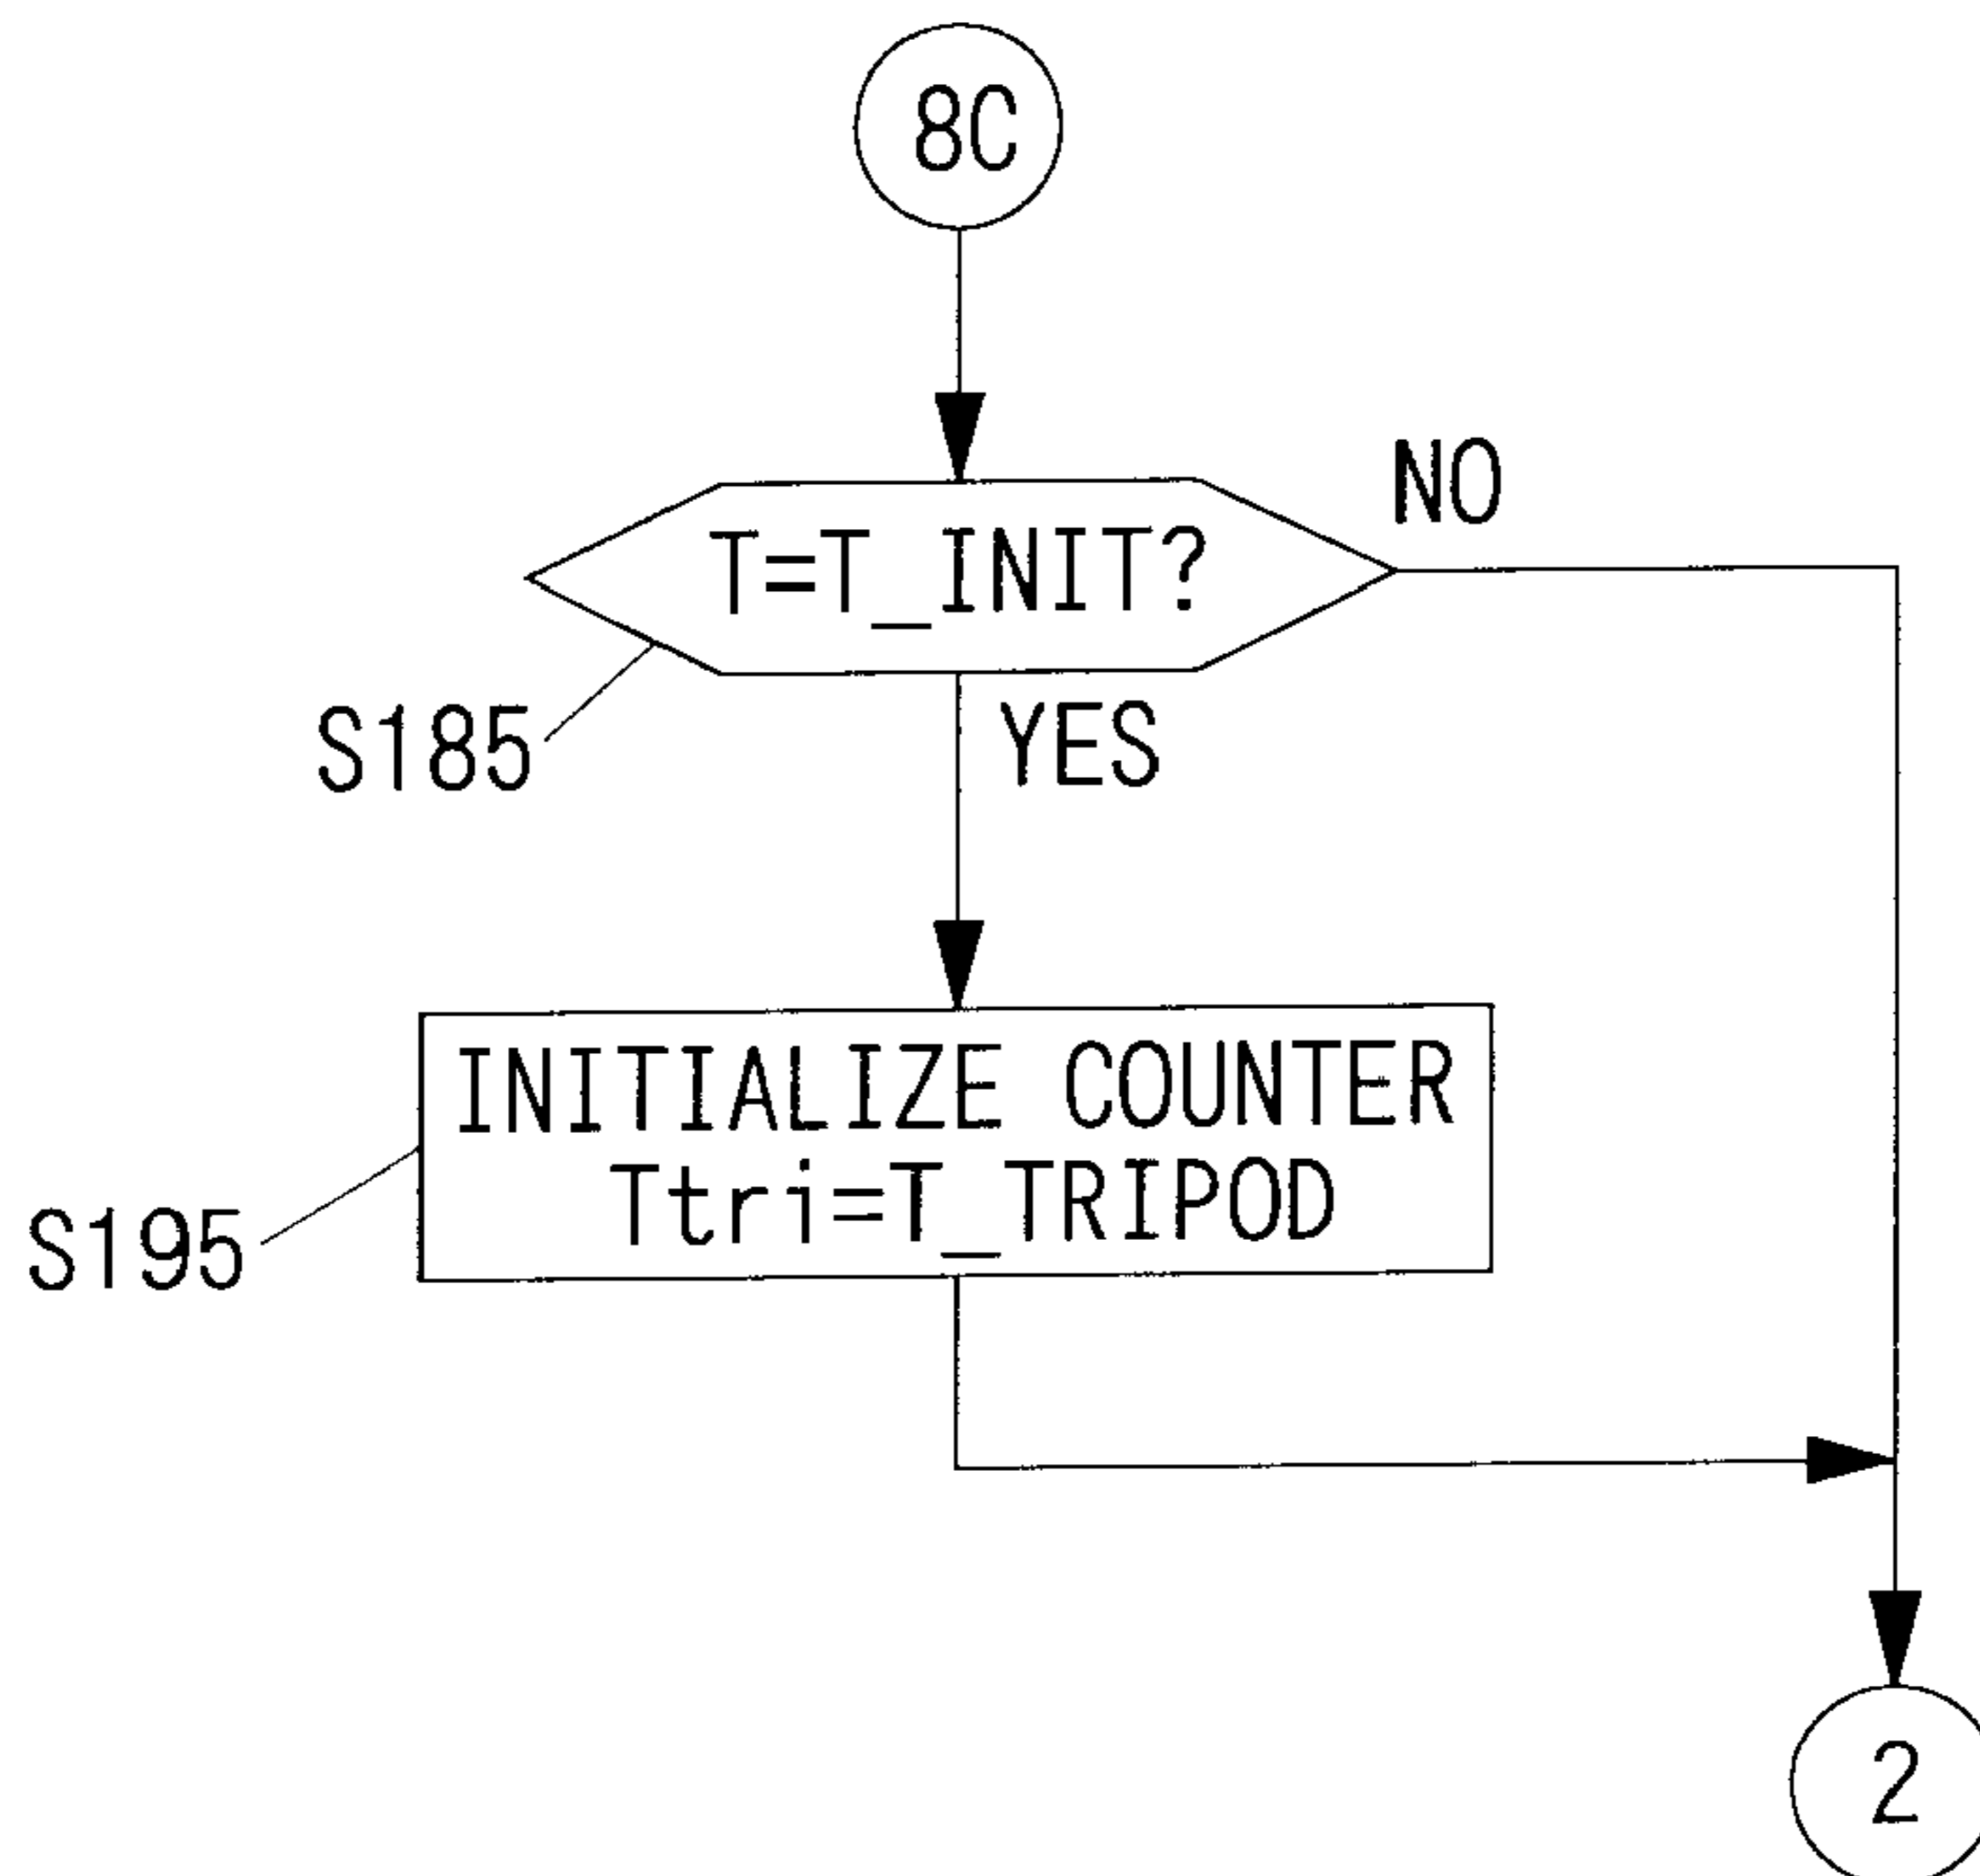 8C
T=T_INIT?
NO
S185
YES
INITIALIZE COUNTER
Ttri=T_TRIPOD
S195
2